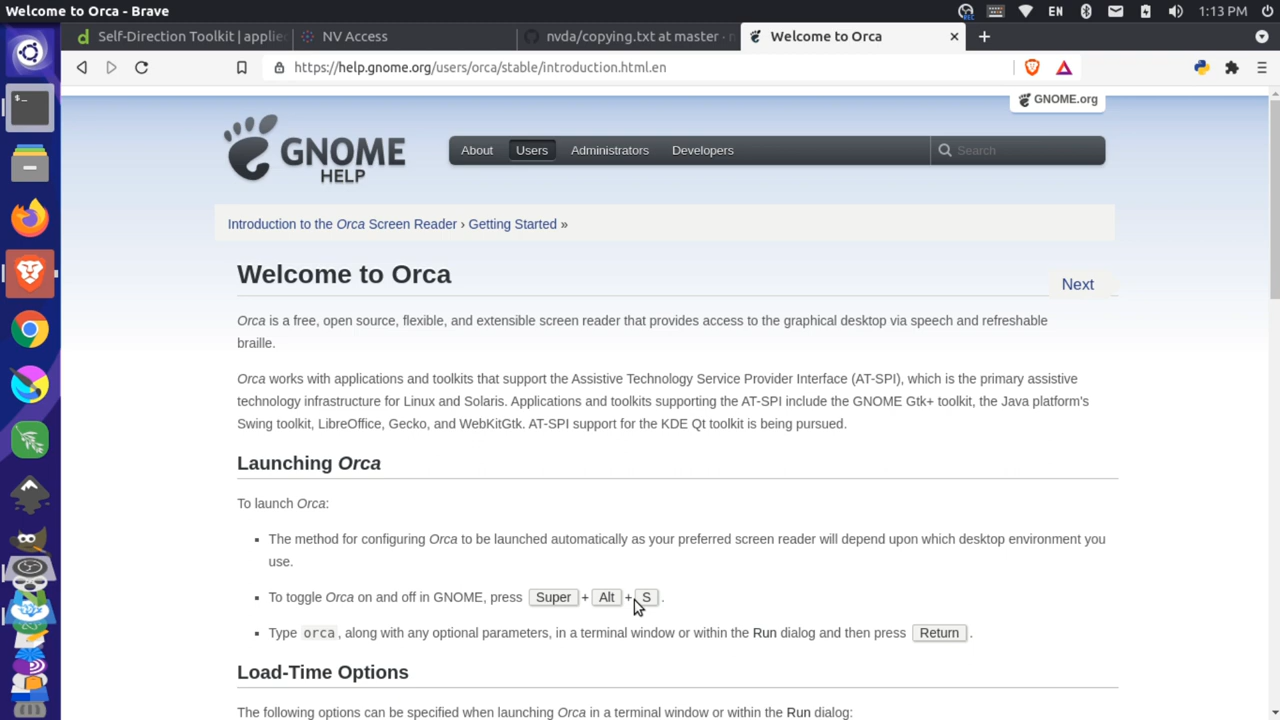 Welcome to Orca - Brave
EN
1:13 PM
Self-Direction Toolkit | applie
NV Access
nvda/copying.txt at master · n
Welcome to Orca
https://help.gnome.org/users/orca/stable/introduction.html.en
GNOME.org
GNOME
HELP
About Users Administrators Developers Search
Introduction to the Orca Screen Reader › Getting Started »
Welcome to Orca
Next
Orca is a free, open source, flexible, and extensible screen reader that provides access to the graphical desktop via speech and refreshable
braille.
Orca works with applications and toolkits that support the Assistive Technology Service Provider Interface (AT-SPI), which is the primary assistive
technology infrastructure for Linux and Solaris. Applications and toolkits supporting the AT-SPI include the GNOME Gtk+ toolkit, the Java platform's
Swing toolkit, LibreOffice, Gecko, and WebKitGtk. AT-SPI support for the KDE Qt toolkit is being pursued.
Launching Orca
To launch Orca:
▪ The method for configuring Orca to be launched automatically as your preferred screen reader will depend upon which desktop environment you
use.
▪ To toggle Orca on and off in GNOME, press Super + Alt + S .
▪ Type orca, along with any optional parameters, in a terminal window or within the Run dialog and then press Return .
Load-Time Options
The following options can be specified when launching Orca in a terminal window or within the Run dialog: